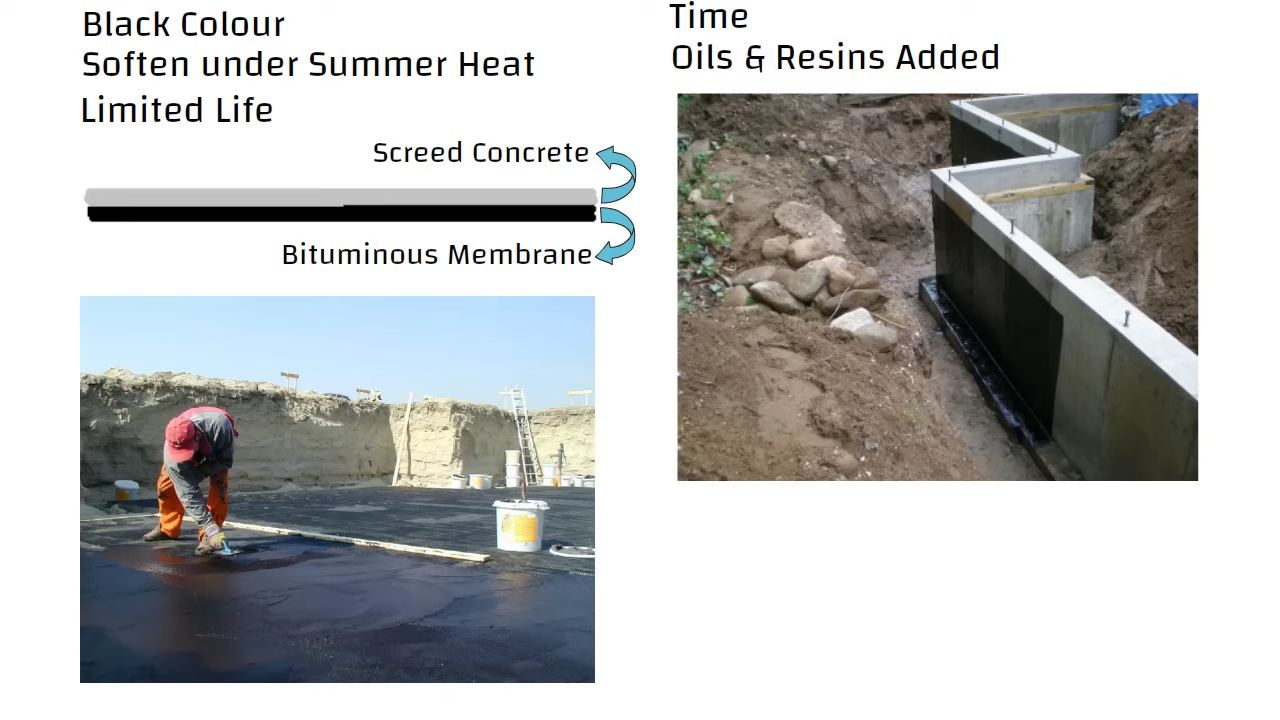 Black Colour
Soften under Summer Heat
Limited Life
Screed Concrete
Bituminous Membrane
Time
Oils & Resins Added